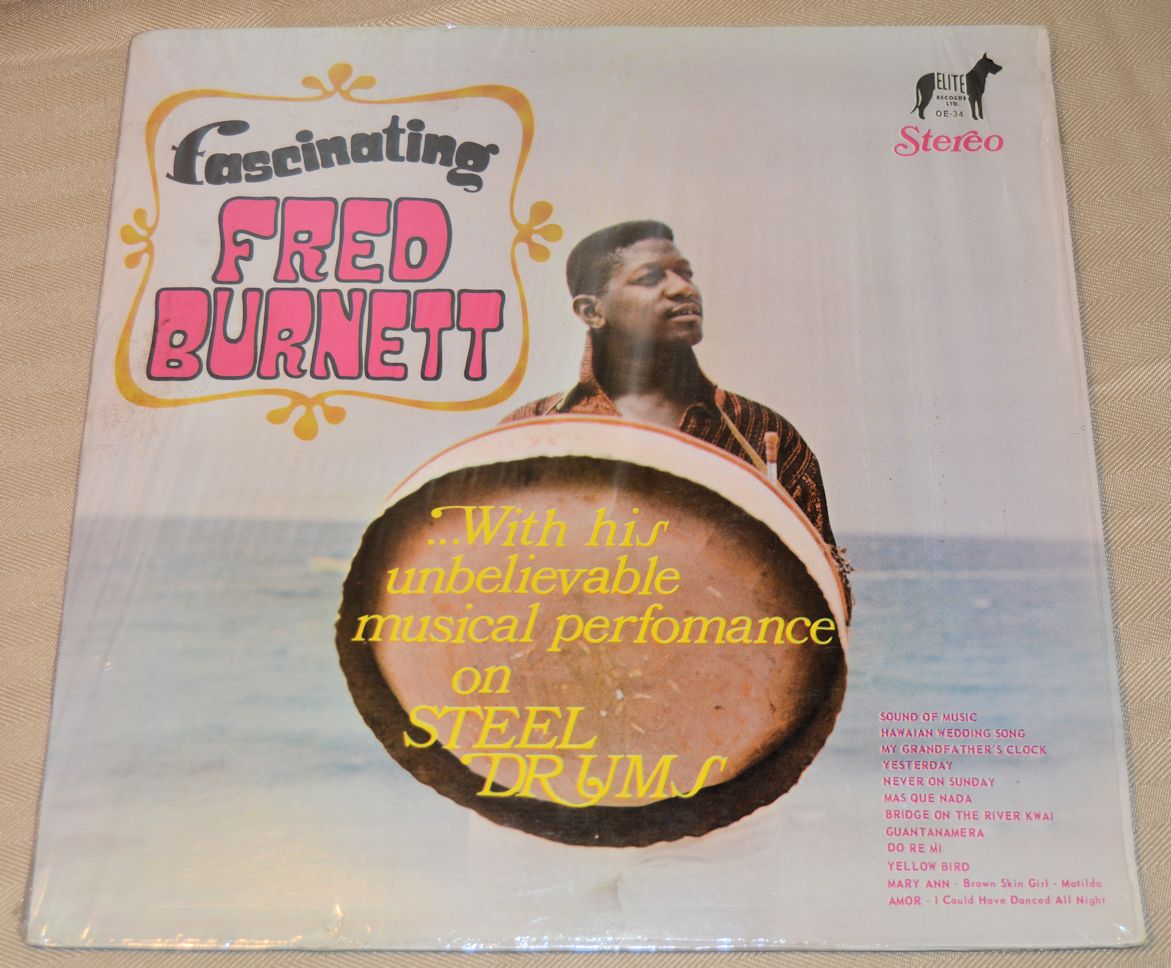 fascinating
FRED
BURNETT
ELITE
RECORDS
LTD.
OE-34
Stereo
...With his
unbelievable
musical perfomance
on
STEEL
DRUMS
SOUND OF MUSIC
HAWAIAN WEDDING SONG
MY GRANDFATHER'S CLOCK
YESTERDAY
NEVER ON SUNDAY
MAS QUE NADA
BRIDGE ON THE RIVER KWAI
GUANTANAMERA
DO RE MI
YELLOW BIRD
MARY ANN - Brown Skin Girl - Matilda
AMOR - I Could Have Danced All Night